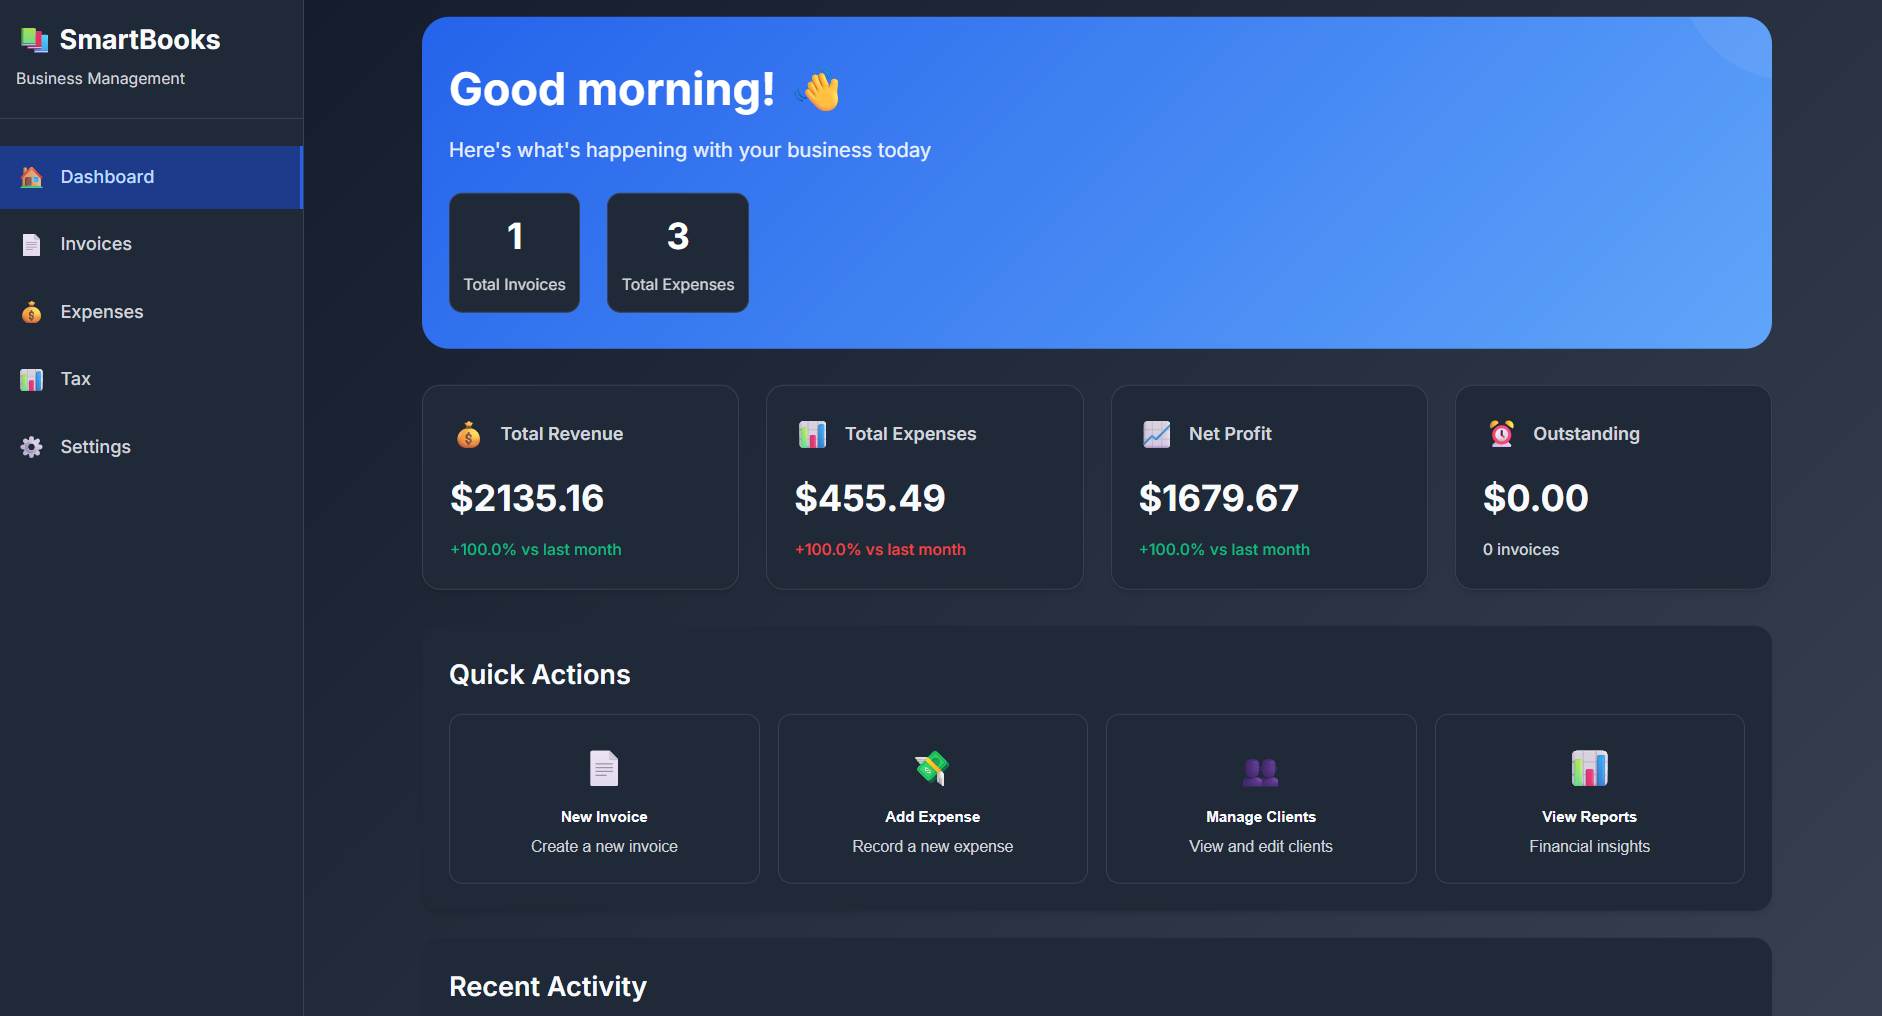 SmartBooks
Business Management
Dashboard
Invoices
Expenses
Tax
Settings
Good morning! 👋
Here's what's happening with your business today
1
Total Invoices
3
Total Expenses
Total Revenue
$2135.16
+100.0% vs last month
Total Expenses
$455.49
+100.0% vs last month
Net Profit
$1679.67
+100.0% vs last month
Outstanding
$0.00
0 invoices
Quick Actions
New Invoice
Create a new invoice
Add Expense
Record a new expense
Manage Clients
View and edit clients
View Reports
Financial insights
Recent Activity